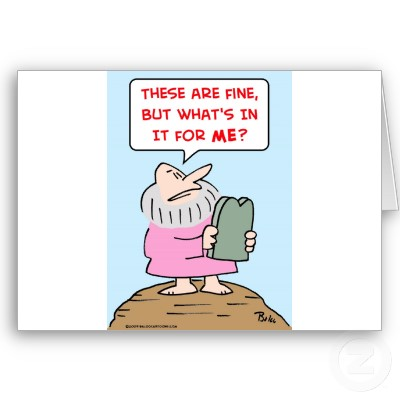 THESE ARE FINE,
BUT WHAT'S IN
IT FOR ME?